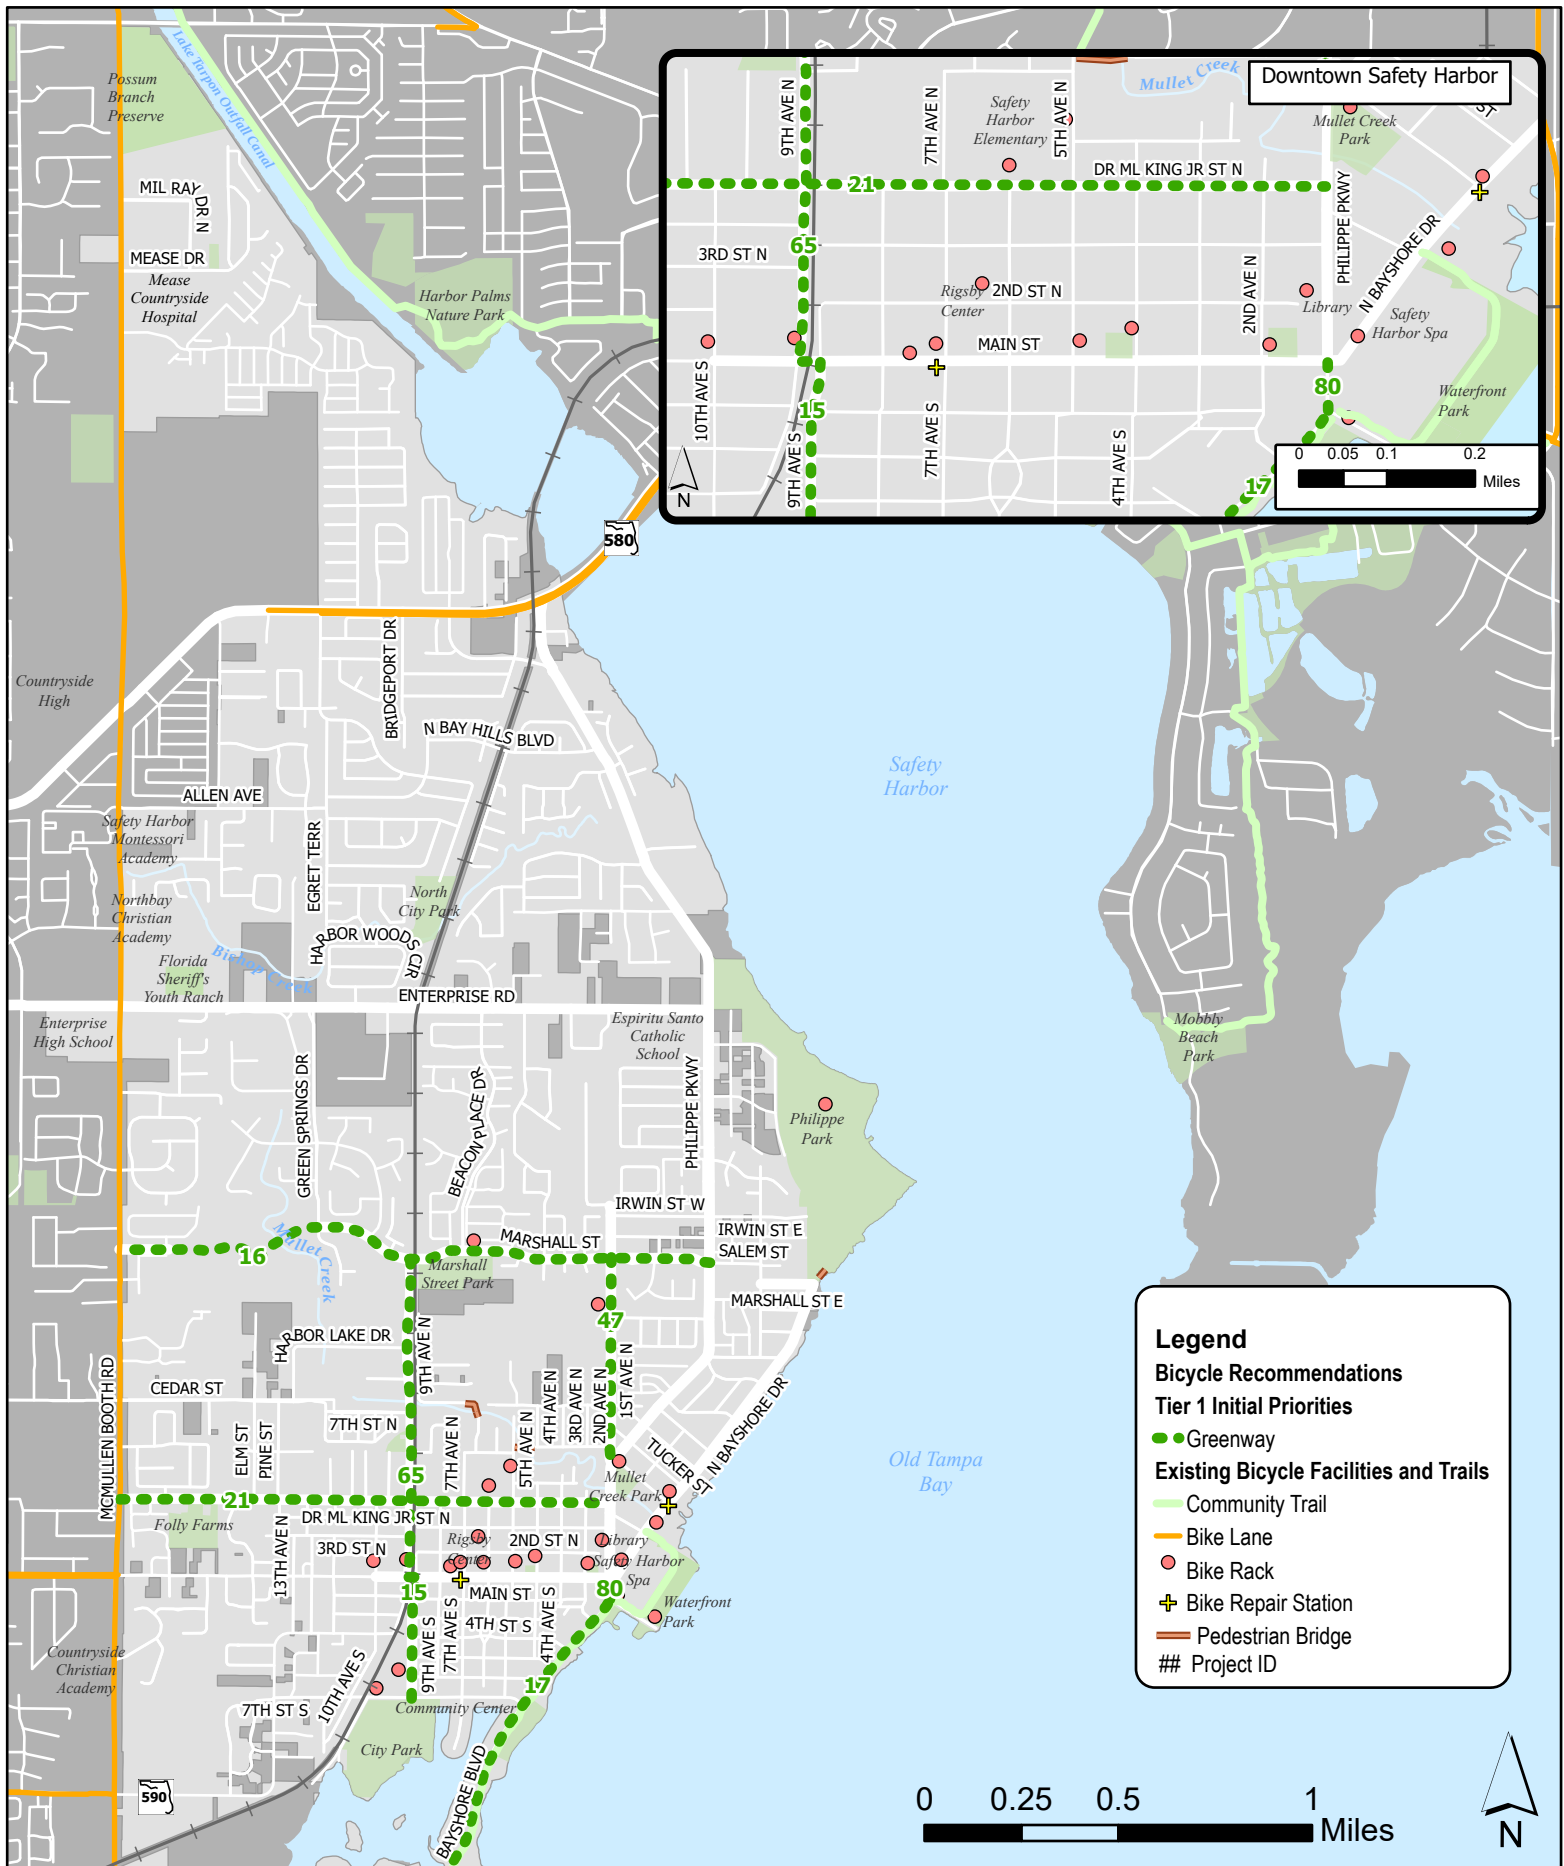 Possum
Branch
Preserve
Lake Tarpon Outfall Canal
MIL RAY DR N
MEASE DR
Mease
Countryside
Hospital
Harbor Palms
Nature Park
Downtown Safety Harbor
Mullet Creek
ST
9TH AVE N
7TH AVE N
Safety
Harbor
Elementary
5TH AVE N
Mullet Creek
Park
DR ML KING JR ST N
21
65
3RD ST N
PHILIPPE PKWY
N BAYSHORE DR
2ND AVE N
Rigsby
Center
2ND ST N
Library
Safety
Harbor Spa
MAIN ST
10TH AVE S
15
9TH AVE S
7TH AVE S
4TH AVE S
80
Waterfront
Park
17
0 0.05 0.1 0.2
Miles
N
580
Countryside
High
BRIDGEPORT DR
N BAY HILLS BLVD
Safety
Harbor
ALLEN AVE
Safety Harbor
Montessori
Academy
EGRET TERR
North
City Park
Northbay
Christian
Academy
HARBOR WOODS CIR
Bishop Creek
Florida
Sheriff's
Youth Ranch
ENTERPRISE RD
Enterprise
High School
Espiritu Santo
Catholic
School
Mobbly
Beach
Park
GREEN SPRINGS DR
BEACON PLACE DR
PHILIPPE PKWY
Philippe
Park
IRWIN ST W
IRWIN ST E
SALEM ST
MARSHALL ST
16
Mullet Creek
Marshall
Street Park
MARSHALL ST E
47
HARBOR LAKE DR
9TH AVE N
1ST AVE N
MCMULLEN BOOTH RD
CEDAR ST
7TH ST N
ELM ST
PINE ST
7TH AVE N
5TH AVE N
4TH AVE N
3RD AVE N
2ND AVE N
TUCKER ST
N BAYSHORE DR
Old Tampa
Bay
65
Mullet
Creek Park
21
DR ML KING JR ST N
Folly Farms
13TH AVE N
3RD ST N
Rigsby
Center
2ND ST N
Library
Safety Harbor
Spa
15
MAIN ST
80
Waterfront
Park
4TH ST S
9TH AVE S
7TH AVE S
4TH AVE S
Countryside
Christian
Academy
10TH AVE S
7TH ST S
Community Center
17
City Park
BAYSHORE BLVD
590
Legend
Bicycle Recommendations
Tier 1 Initial Priorities
Greenway
Existing Bicycle Facilities and Trails
Community Trail
Bike Lane
Bike Rack
Bike Repair Station
Pedestrian Bridge
## Project ID
0 0.25 0.5 1
Miles
N